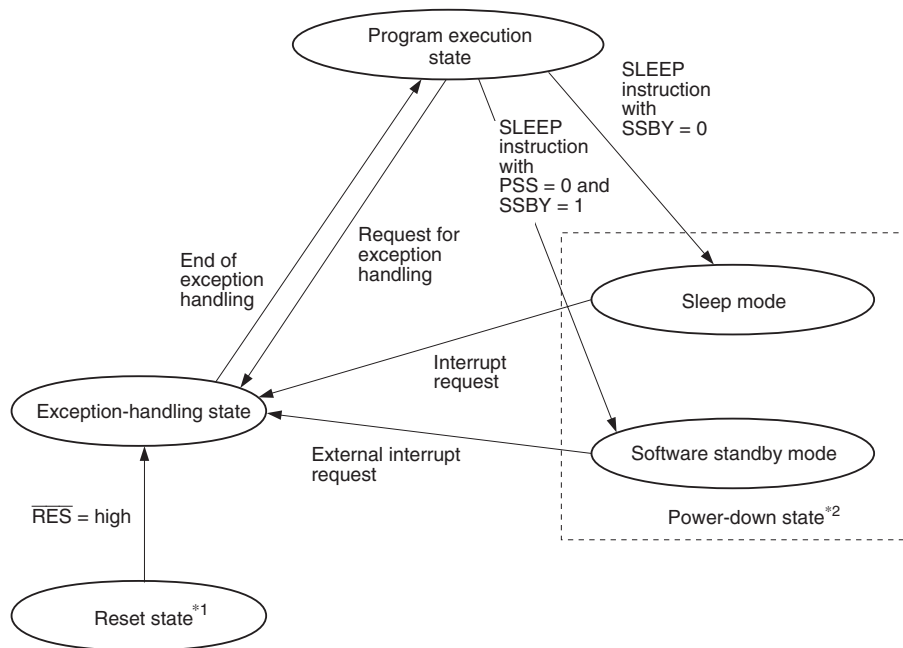 Program execution
state
SLEEP
instruction
with
SSBY = 0
SLEEP
instruction
with
PSS = 0 and
SSBY = 1
Request for
exception
handling
End of
exception
handling
Sleep mode
Interrupt
request
Exception-handling state
External interrupt
request
Software standby mode
Power-down state*2
RES = high
Reset state*1